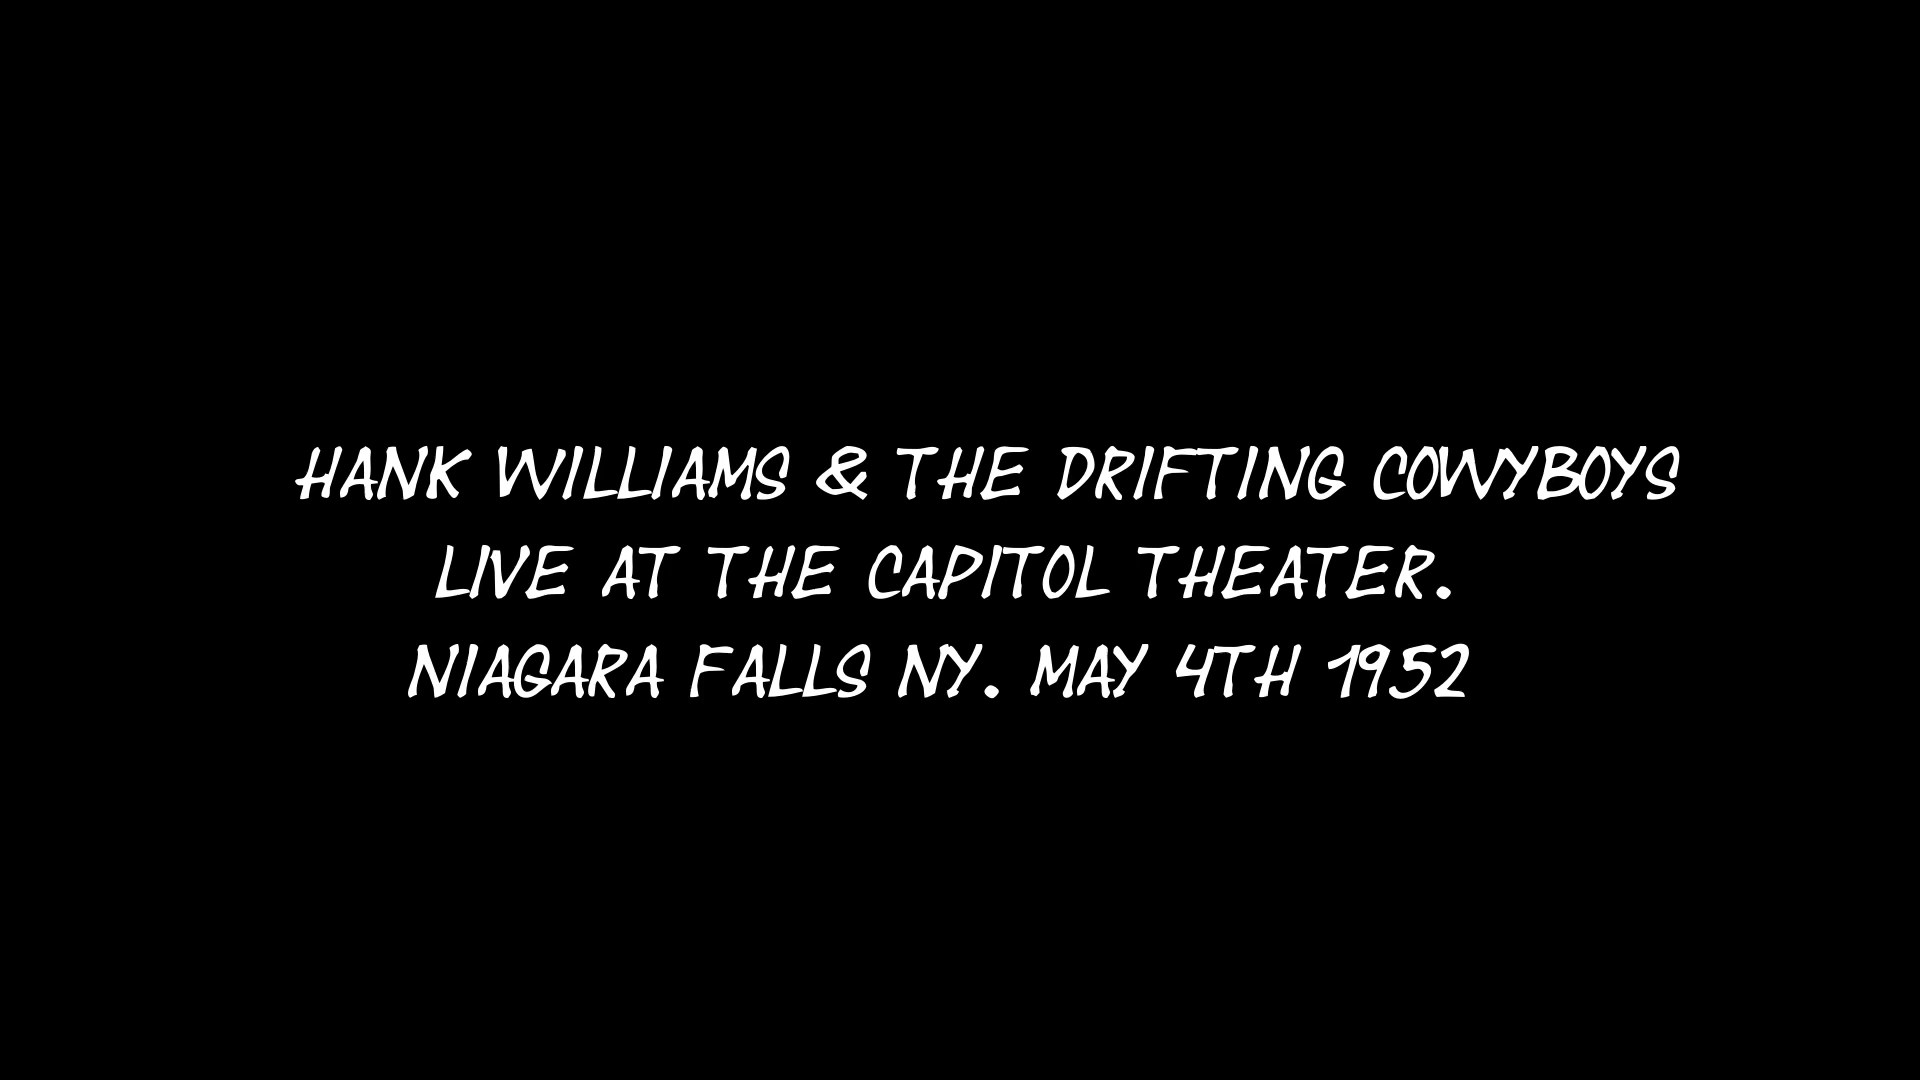 HANK WILLIAMS & THE DRIFTING COWYBOYS
LIVE AT THE CAPITOL THEATER.
NIAGARA FALLS NY. MAY 4TH 1952